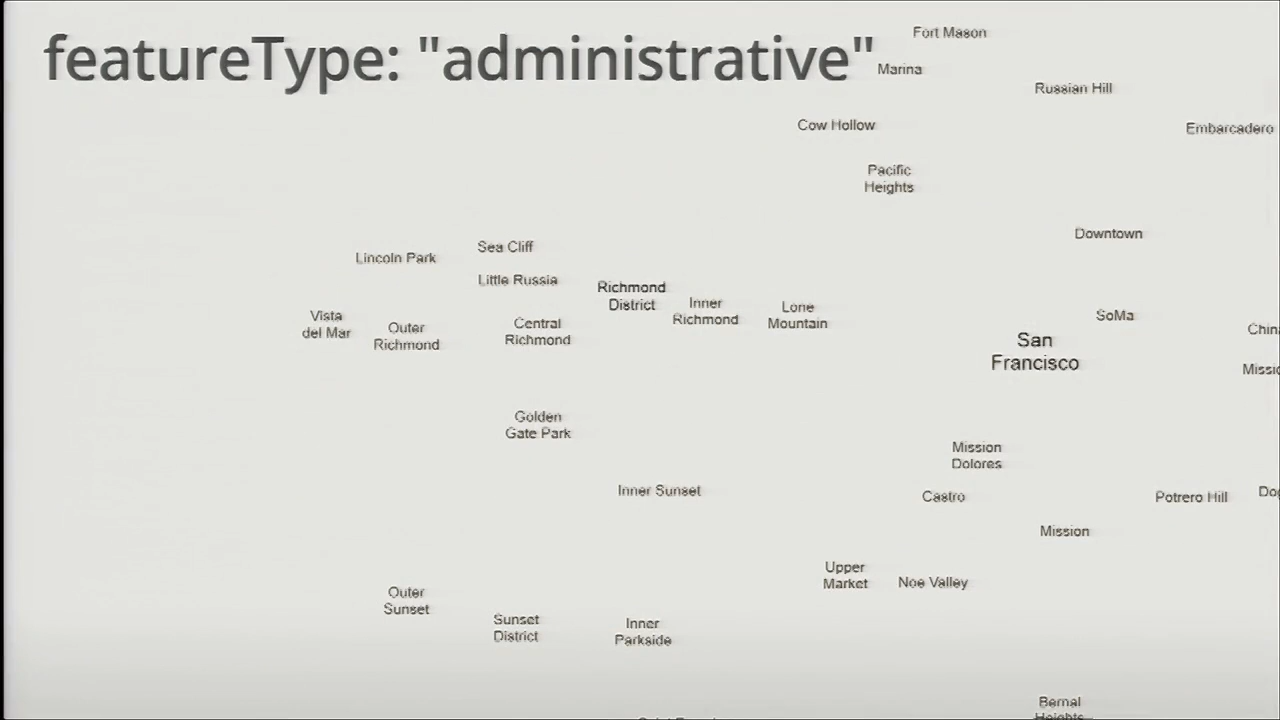 featureType: "administrative"
Fort Mason
Marina
Russian Hill
Cow Hollow
Embarcadero
Pacific
Heights
Downtown
Sea Cliff
Lincoln Park
Little Russia
Richmond
District
Inner
Richmond
Lone
Mountain
Vista
del Mar
Outer
Richmond
Central
Richmond
SoMa
San
Francisco
Golden
Gate Park
Mission
Dolores
Inner Sunset
Castro
Potrero Hill
Mission
Upper
Market
Noe Valley
Outer
Sunset
Sunset
District
Inner
Parkside
Bernal
Heights